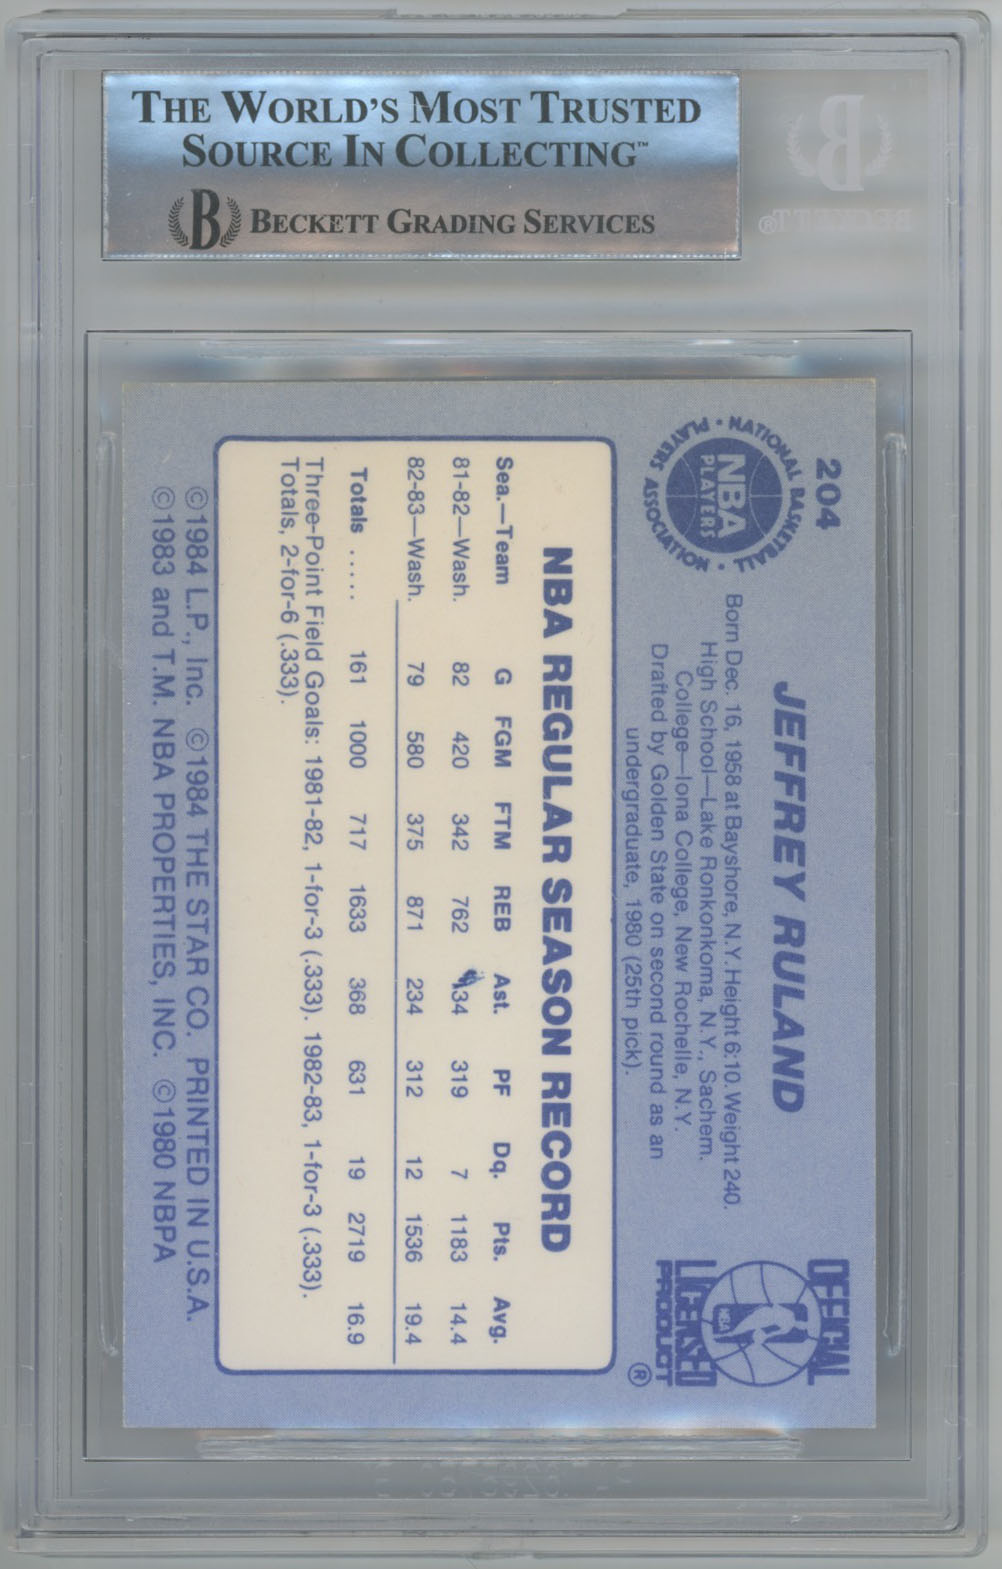 THE WORLD'S MOST TRUSTED
SOURCE IN COLLECTING™
B BECKETT GRADING SERVICES
B
BECKETT®
204
NATIONAL BASKETBALL PLAYERS ASSOCIATION
NBA
PLAYERS
JEFFREY RULAND
Born Dec. 16, 1958 at Bayshore, N.Y. Height 6:10. Weight 240.
High School—Lake Ronkonkoma, N.Y., Sachem.
College—Iona College, New Rochelle, N.Y.
Drafted by Golden State on second round as an
undergraduate, 1980 (25th pick).
OFFICIAL
NBA
LICENSED
PRODUCT
®
NBA REGULAR SEASON RECORD
Sea.—Team G FGM FTM REB Ast. PF Dq. Pts. Avg.
81-82—Wash. 82 420 342 762 134 319 7 1183 14.4
82-83—Wash. 79 580 375 871 234 312 12 1536 19.4
Totals ..... 161 1000 717 1633 368 631 19 2719 16.9
Three-Point Field Goals: 1981-82, 1-for-3 (.333). 1982-83, 1-for-3 (.333).
Totals, 2-for-6 (.333).
©1984 L.P., Inc. ©1984 THE STAR CO. PRINTED IN U.S.A.
©1983 and T.M. NBA PROPERTIES, INC. ©1980 NBPA